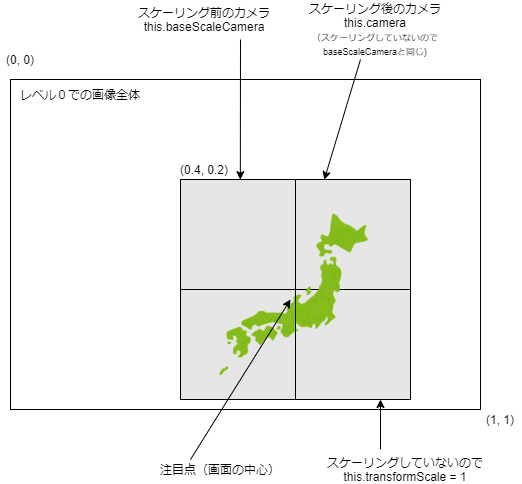 スケーリング前のカメラ
this.baseScaleCamera
スケーリング後のカメラ
this.camera
(スケーリングしていないので
baseScaleCameraと同じ)
(0, 0)
レベル０での画像全体
(0.4, 0.2)
(1, 1)
注目点（画面の中心）
スケーリングしていないので
this.transformScale = 1